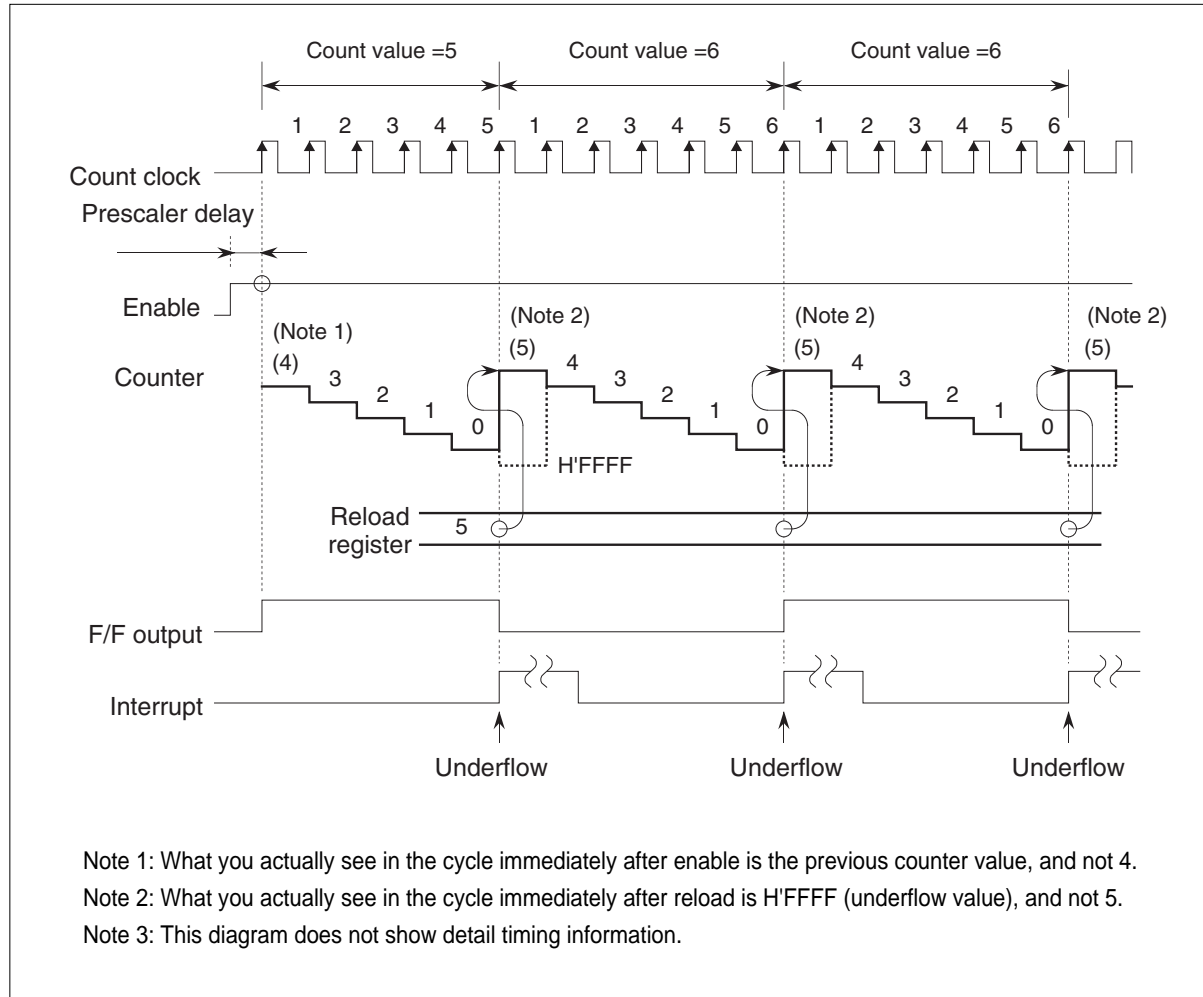 Count value =5 Count value =6 Count value =6
1 2 3 4 5 1 2 3 4 5 6 1 2 3 4 5 6
Count clock
Prescaler delay
Enable
(Note 1) (Note 2) (Note 2) (Note 2)
(4) (5) (5) (5)
Counter 3 2 1 0 4 3 2 1 0 4 3 2 1 0
H'FFFF
Reload
register
5
F/F output
Interrupt
Underflow Underflow Underflow
Note 1: What you actually see in the cycle immediately after enable is the previous counter value, and not 4.
Note 2: What you actually see in the cycle immediately after reload is H'FFFF (underflow value), and not 5.
Note 3: This diagram does not show detail timing information.